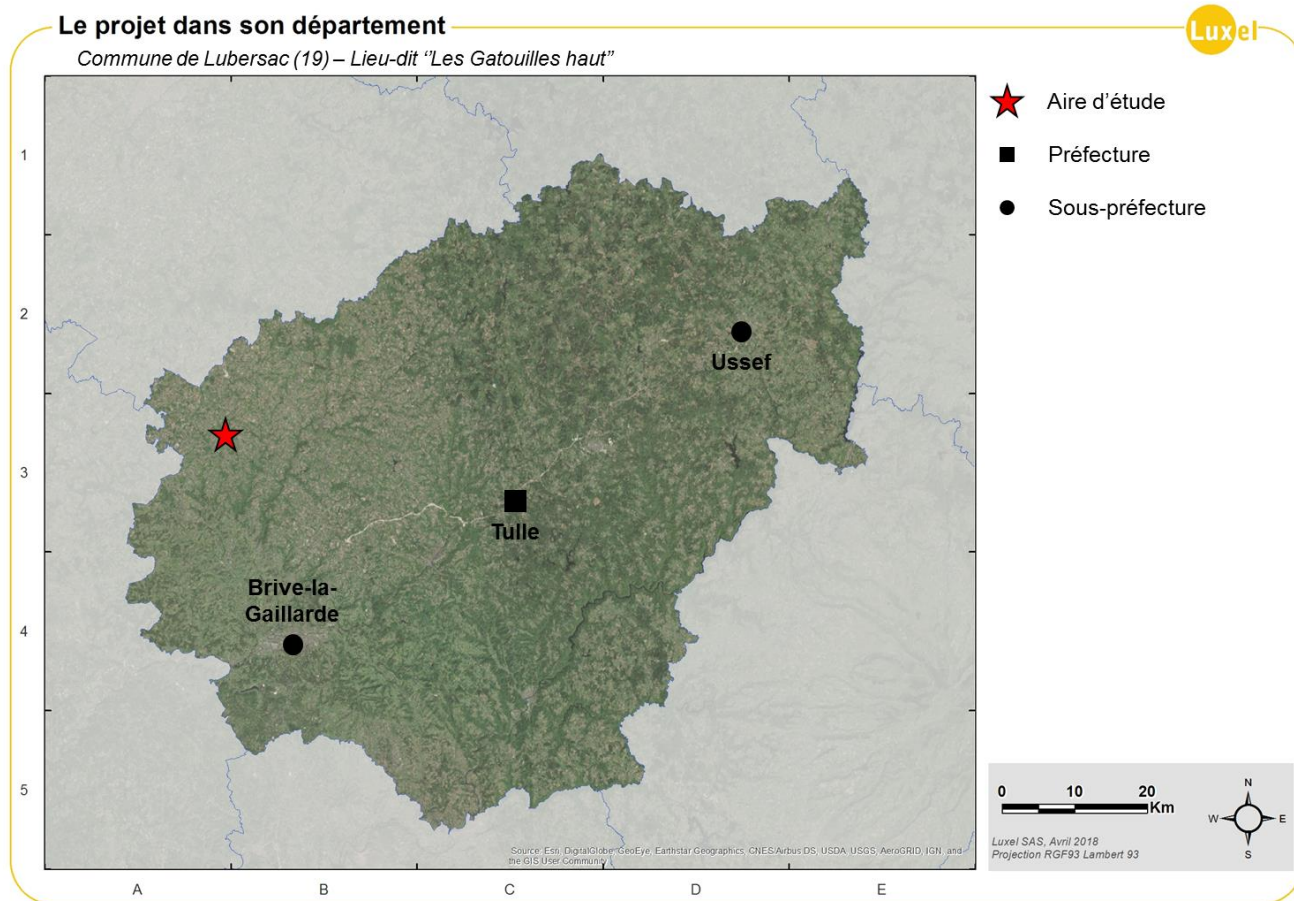 Le projet dans son département
Luxel
Commune de Lubersac (19) – Lieu-dit ‘’Les Gatouilles haut’’
Aire d’étude
Préfecture
Sous-préfecture
1
2
3
4
5
Ussef
Tulle
Brive-la-
Gaillarde
0 10 20
Km
N
W E
S
Luxel SAS, Avril 2018
Projection RGF93 Lambert 93
Source: Esri, DigitalGlobe, GeoEye, Earthstar Geographics, CNES/Airbus DS, USDA, USGS, AeroGRID, IGN, and
the GIS User Community
A B C D E